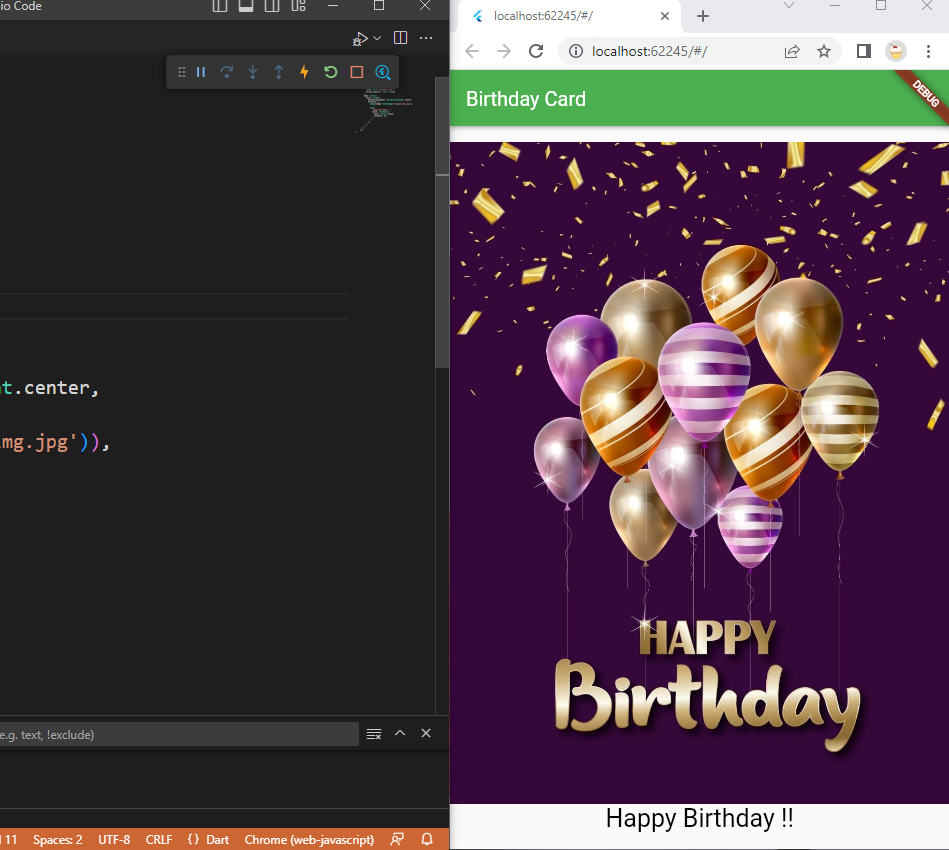 io Code
t.center,
mg.jpg')),
e.g. text, !exclude)
11
Spaces: 2
UTF-8
CRLF
{ } Dart
Chrome (web-javascript)
localhost:62245/#/
localhost:62245/#/
Birthday Card
DEBUG
HAPPY
Birthday
Happy Birthday !!